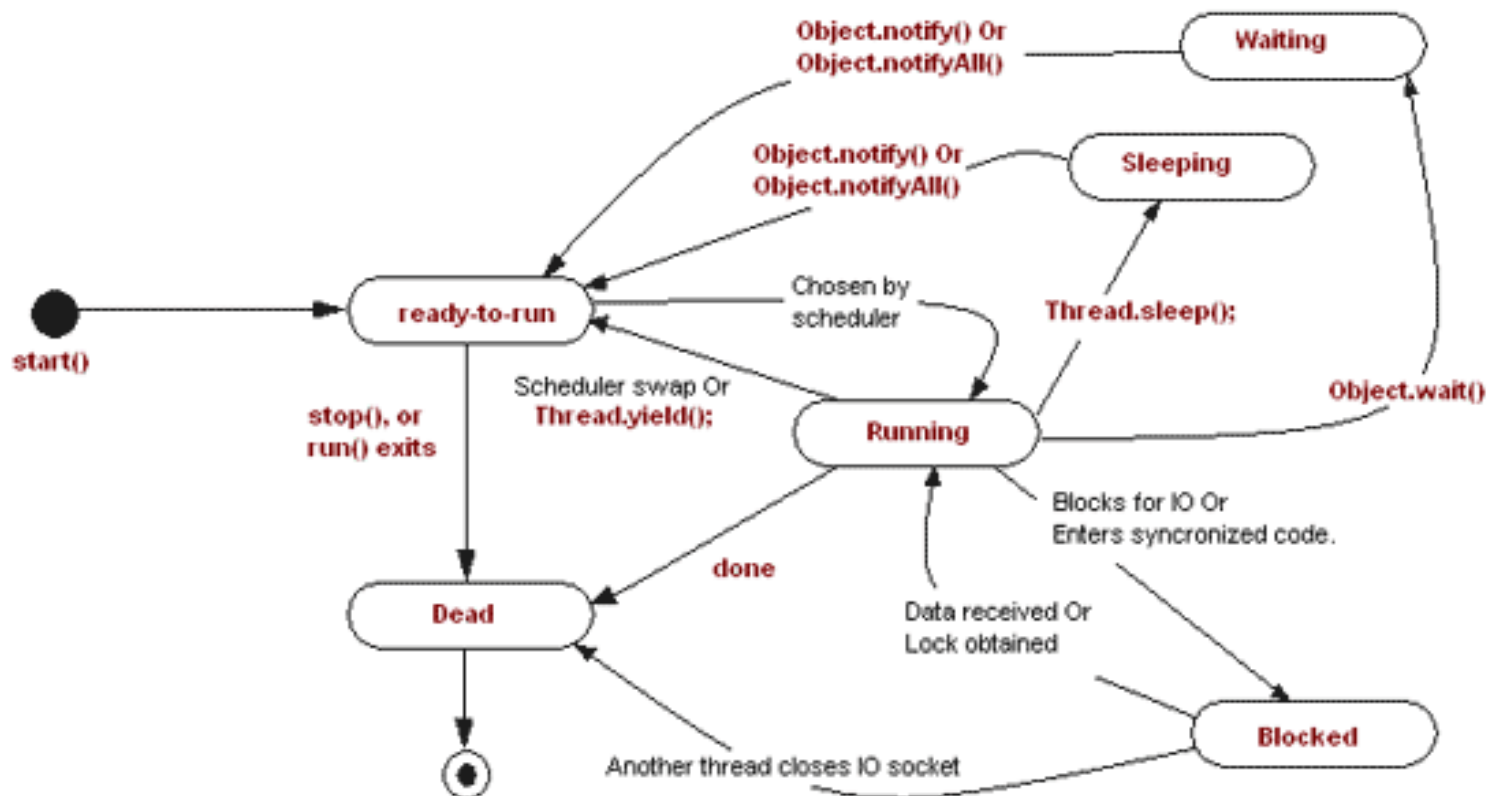 Object.notify() Or
Object.notifyAll()
Waiting
Object.notify() Or
Object.notifyAll()
Sleeping
ready-to-run
Chosen by
scheduler
Thread.sleep();
start()
Scheduler swap Or
Thread.yield();
Object.wait()
stop(), or
run() exits
Running
Blocks for IO Or
Enters syncronized code.
done
Dead
Data received Or
Lock obtained
Blocked
Another thread closes IO socket